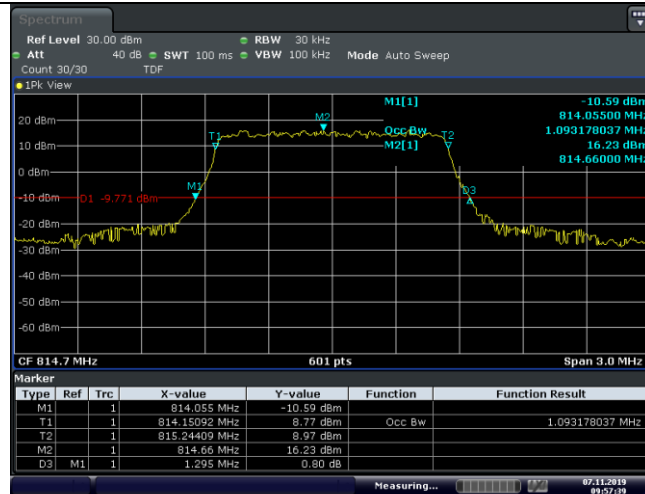 Spectrum
Ref Level 30.00 dBm RBW 30 kHz
Att 40 dB SWT 100 ms VBW 100 kHz Mode Auto Sweep
Count 30/30 TDF
1Pk View
M1[1] -10.59 dBm
814.05500 MHz
Occ Bw 1.093178037 MHz
M2[1] 16.23 dBm
814.66000 MHz
20 dBm
M2
T1 T2
10 dBm
0 dBm
M1
D3
-10 dBm D1 -9.771 dBm
-20 dBm
-30 dBm
-40 dBm
-50 dBm
-60 dBm
CF 814.7 MHz 601 pts Span 3.0 MHz
Marker
Type Ref Trc X-value Y-value Function Function Result
M1 1 814.055 MHz -10.59 dBm
T1 1 814.15092 MHz 8.77 dBm Occ Bw 1.093178037 MHz
T2 1 815.24409 MHz 8.97 dBm
M2 1 814.66 MHz 16.23 dBm
D3 M1 1 1.295 MHz 0.80 dB
Measuring... 07.11.2019
09:57:39